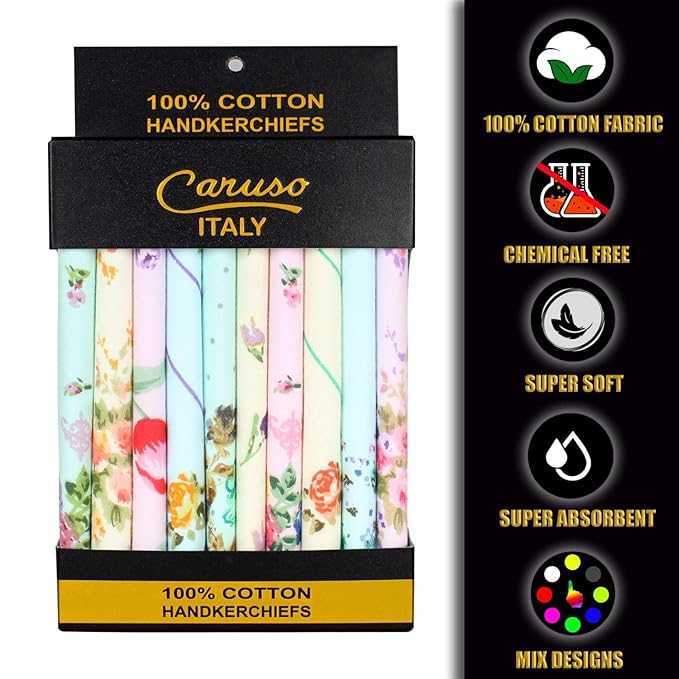 100% COTTON
HANDKERCHIEFS
Caruso
ITALY
100% COTTON
HANDKERCHIEFS
100% COTTON FABRIC
CHEMICAL FREE
SUPER SOFT
SUPER ABSORBENT
MIX DESIGNS